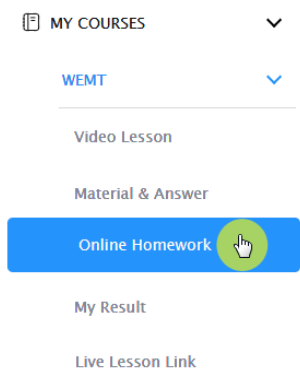 MY COURSES
WEMT
Video Lesson
Material & Answer
Online Homework
My Result
Live Lesson Link